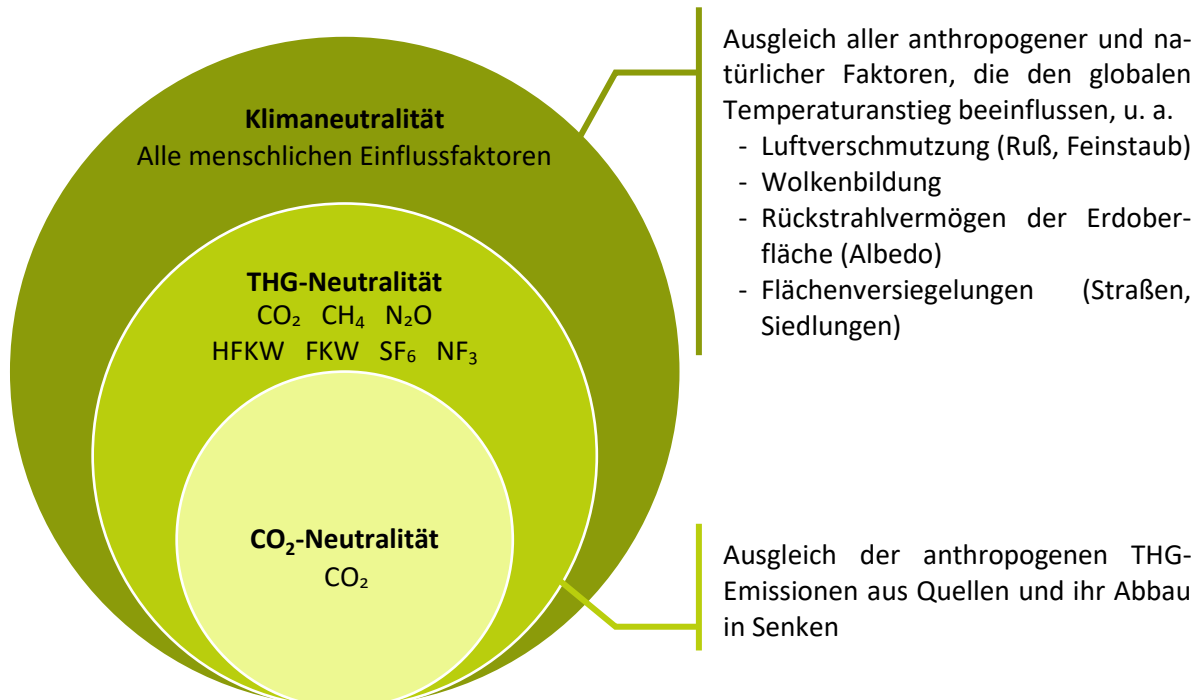 Klimaneutralität
Alle menschlichen Einflussfaktoren
THG-Neutralität
CO₂ CH₄ N₂O
HFKW FKW SF₆ NF₃
CO₂-Neutralität
CO₂
Ausgleich aller anthropogener und na-
türlicher Faktoren, die den globalen
Temperaturanstieg beeinflussen, u. a.
- Luftverschmutzung (Ruß, Feinstaub)
- Wolkenbildung
- Rückstrahlvermögen der Erdober-
fläche (Albedo)
- Flächenversiegelungen (Straßen,
Siedlungen)
Ausgleich der anthropogenen THG-
Emissionen aus Quellen und ihr Abbau
in Senken